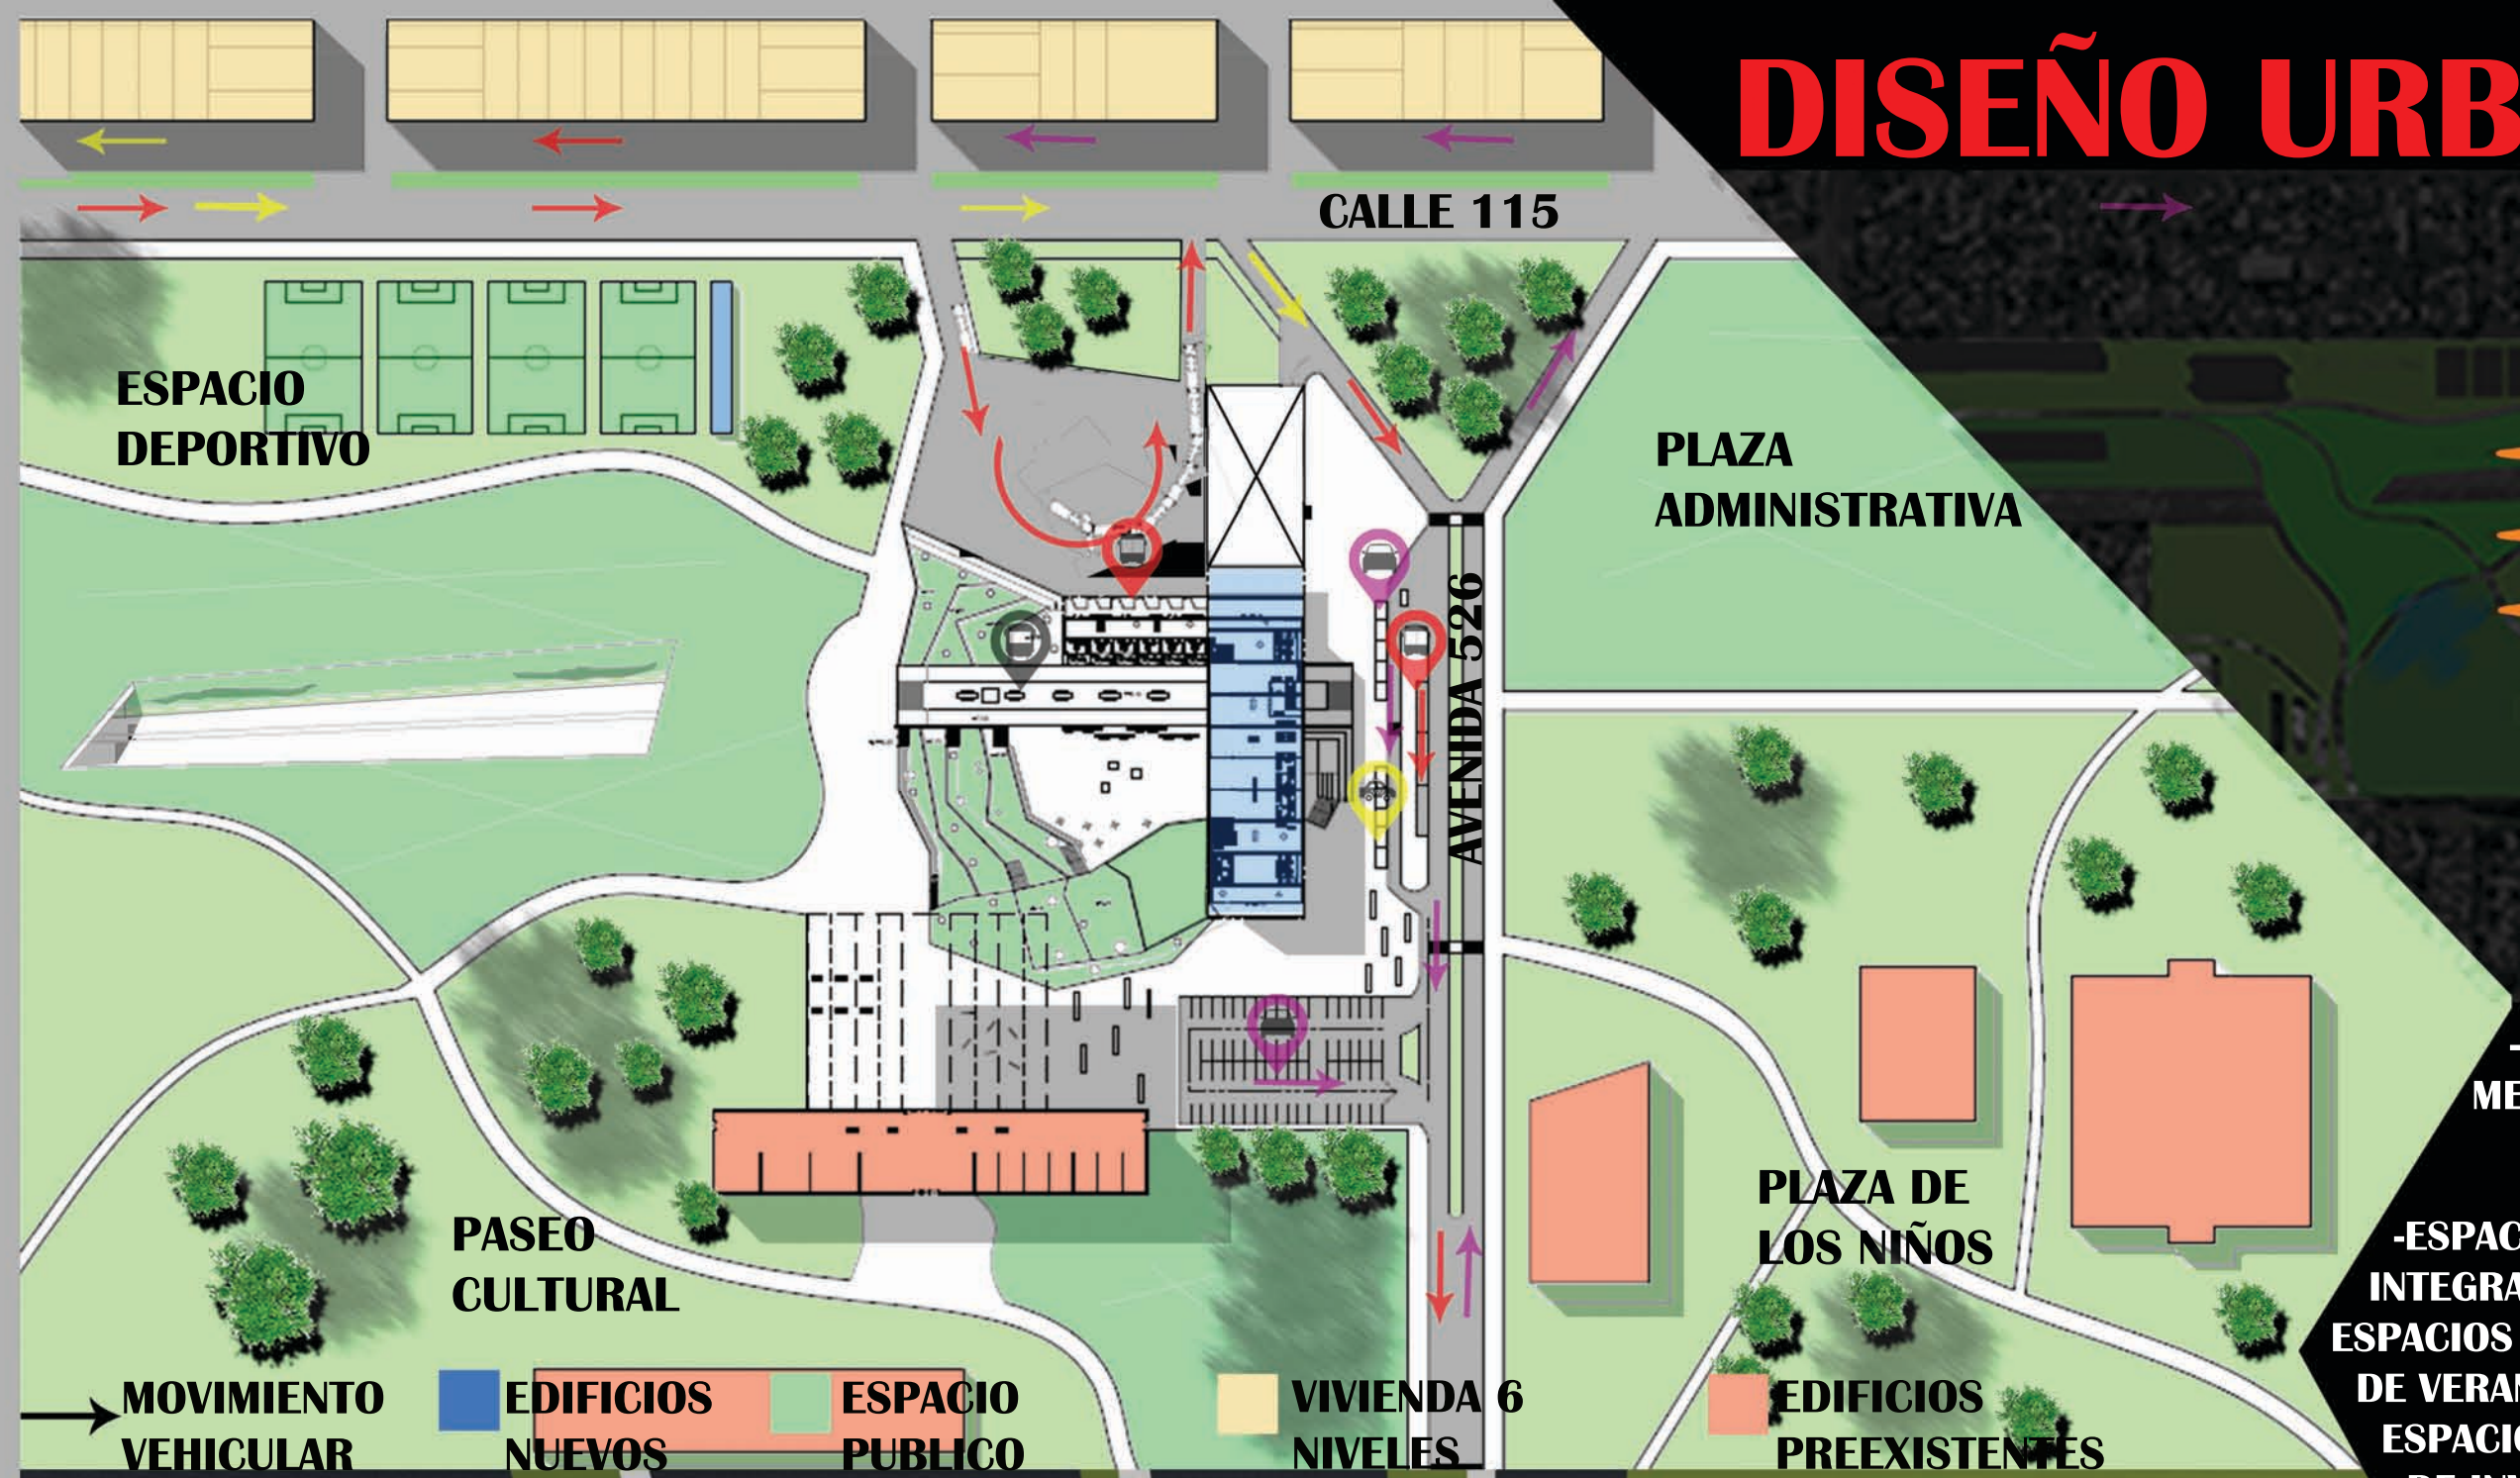 DISEÑO URB
CALLE 115
ESPACIO
DEPORTIVO
PLAZA
ADMINISTRATIVA
AVENIDA 526
PLAZA DE
LOS NIÑOS
PASEO
CULTURAL
ME
-ESPAC
INTEGRA
ESPACIOS
DE VERAN
ESPACIO
MOVIMIENTO
VEHICULAR
EDIFICIOS
NUEVOS
ESPACIO
PUBLICO
VIVIENDA 6
NIVELES
EDIFICIOS
PREEXISTENTES